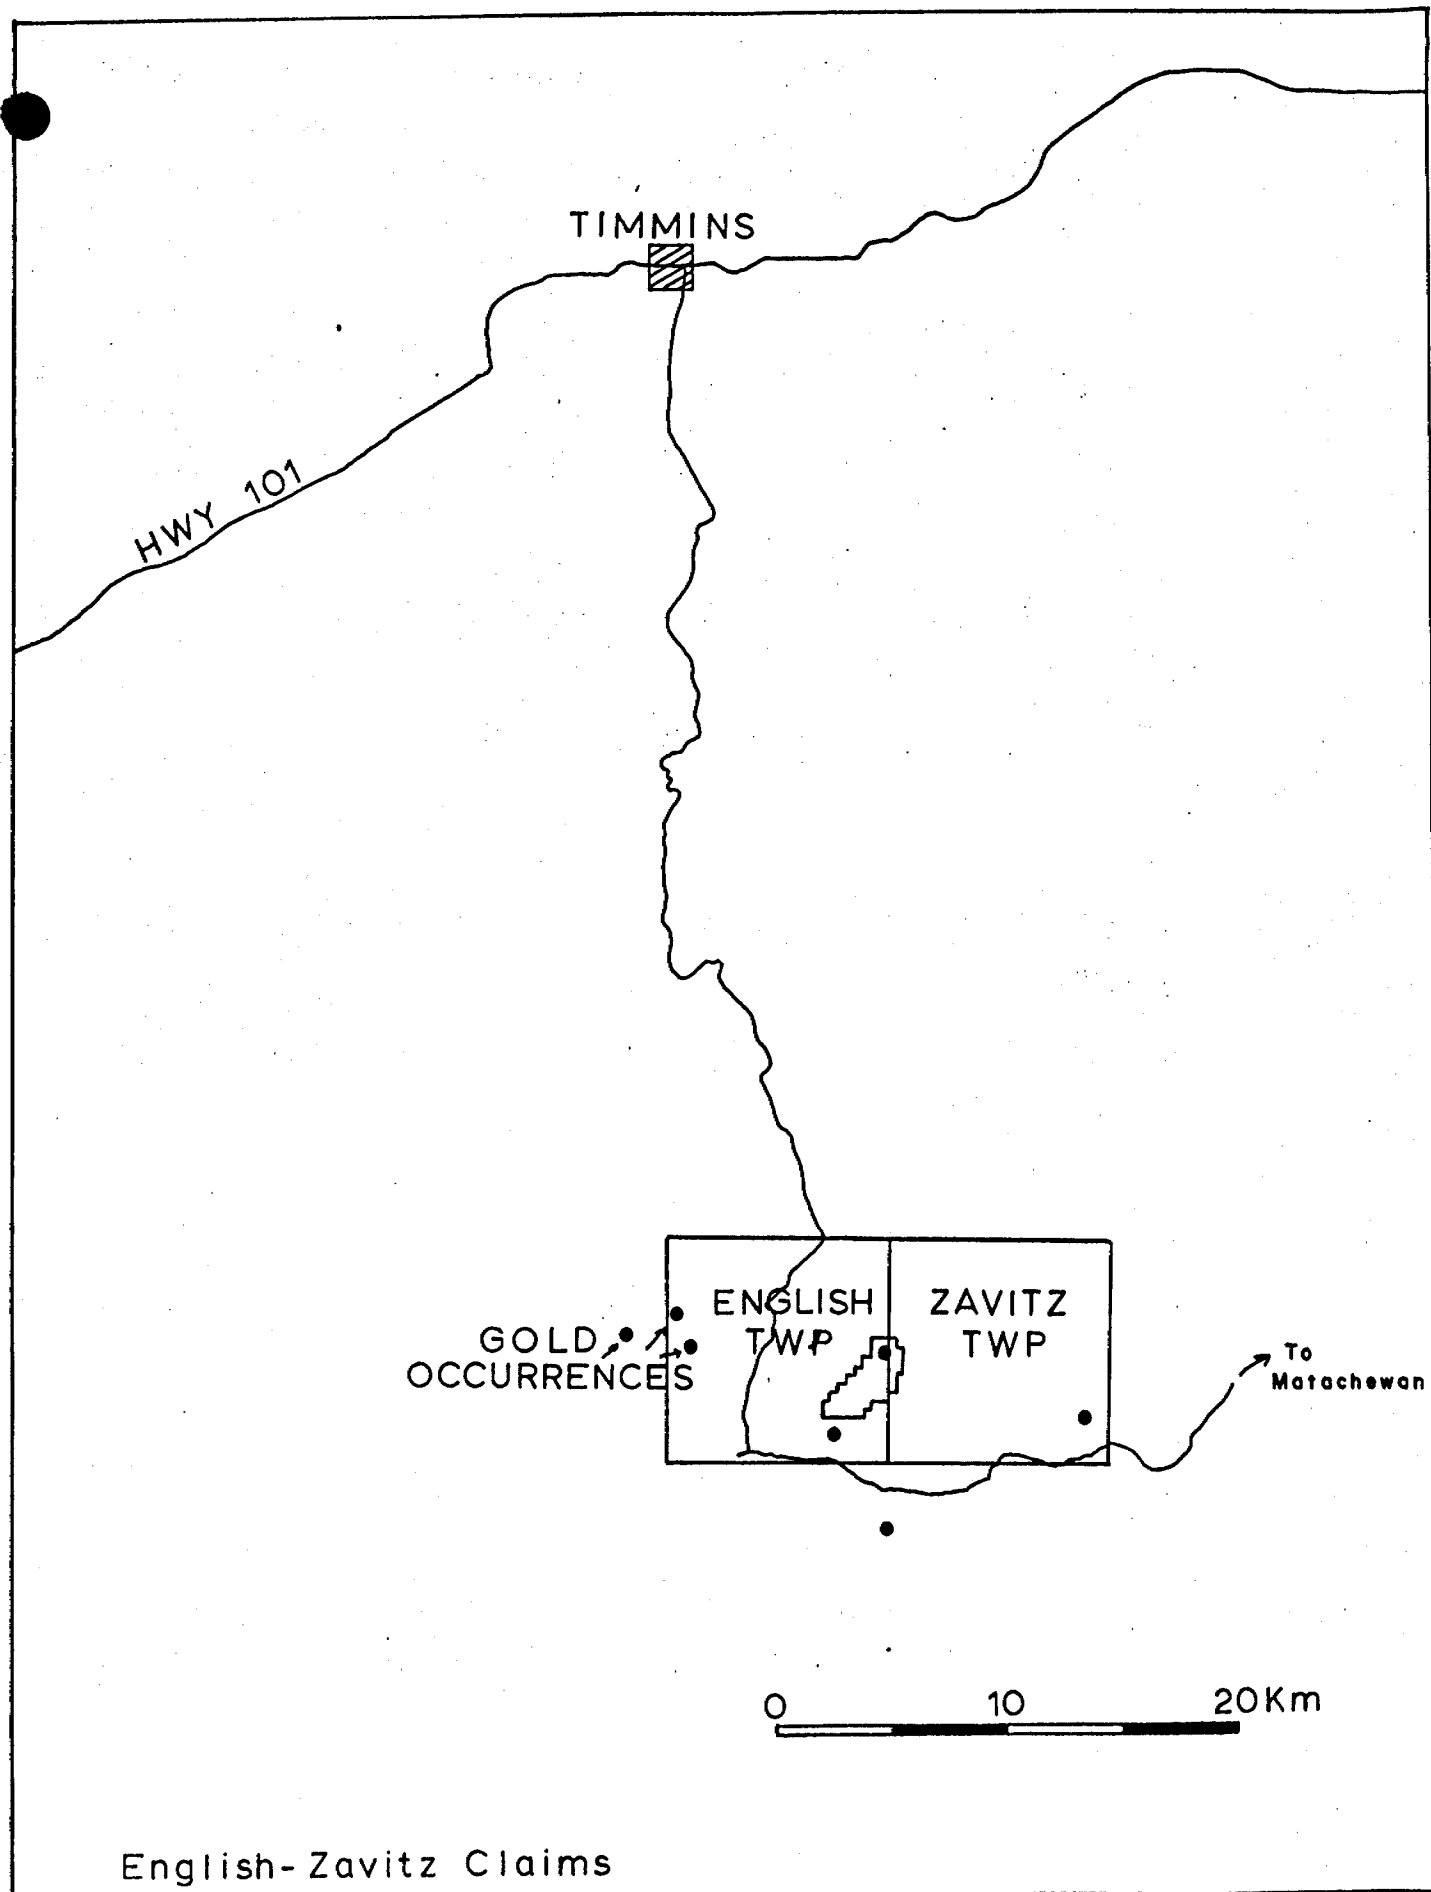 TIMMINS
HWY 101
ENGLISH
TWP
ZAVITZ
TWP
GOLD
OCCURRENCES
To
Matachewan
0 10 20Km
English-Zavitz Claims